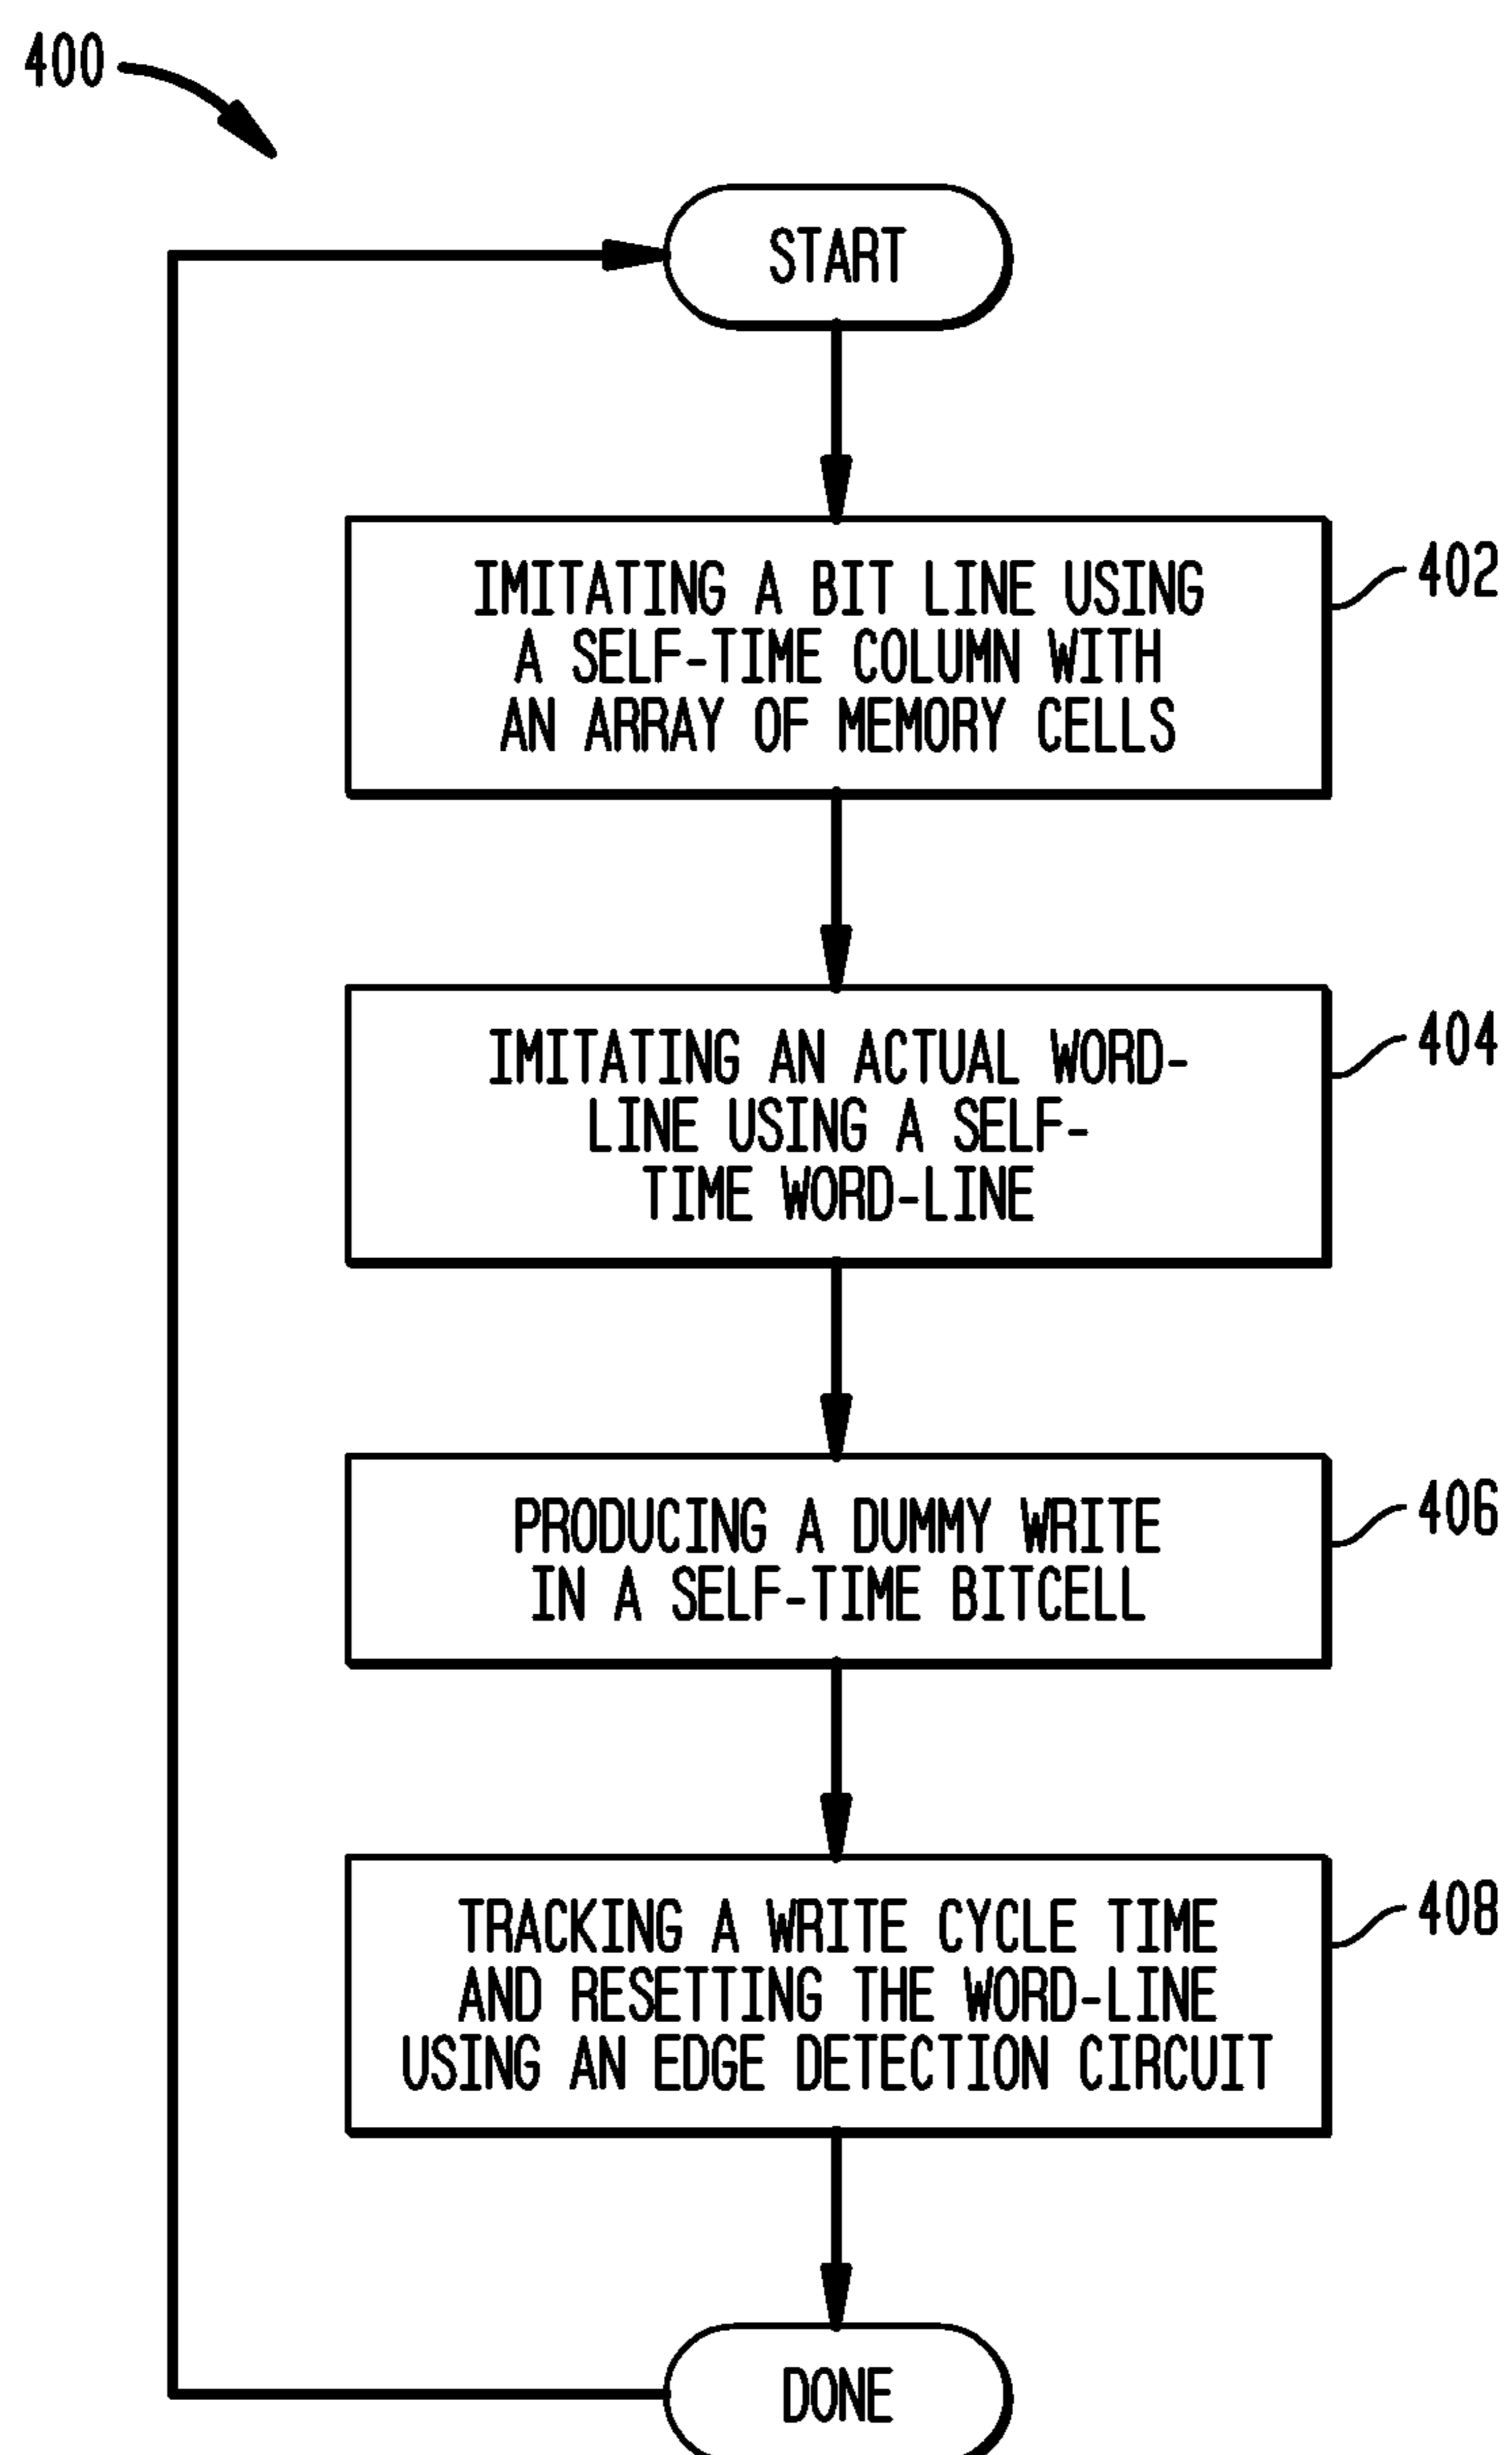 400
START
IMITATING A BIT LINE USING
A SELF-TIME COLUMN WITH
AN ARRAY OF MEMORY CELLS
402
IMITATING AN ACTUAL WORD-
LINE USING A SELF-
TIME WORD-LINE
404
PRODUCING A DUMMY WRITE
IN A SELF-TIME BITCELL
406
TRACKING A WRITE CYCLE TIME
AND RESETTING THE WORD-LINE
USING AN EDGE DETECTION CIRCUIT
408
DONE